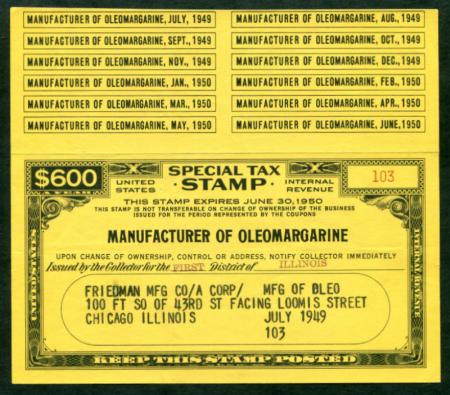 MANUFACTURER OF OLEOMARGARINE, JULY, 1949 MANUFACTURER OF OLEOMARGARINE, AUG., 1949
MANUFACTURER OF OLEOMARGARINE, SEPT., 1949 MANUFACTURER OF OLEOMARGARINE, OCT., 1949
MANUFACTURER OF OLEOMARGARINE, NOV., 1949 MANUFACTURER OF OLEOMARGARINE, DEC., 1949
MANUFACTURER OF OLEOMARGARINE, JAN., 1950 MANUFACTURER OF OLEOMARGARINE, FEB., 1950
MANUFACTURER OF OLEOMARGARINE, MAR., 1950 MANUFACTURER OF OLEOMARGARINE, APR., 1950
MANUFACTURER OF OLEOMARGARINE, MAY, 1950 MANUFACTURER OF OLEOMARGARINE, JUNE, 1950
$600
A YEAR
UNITED STATES
SPECIAL TAX
STAMP
INTERNAL REVENUE
103
THIS STAMP EXPIRES JUNE 30, 1950
THIS STAMP IS NOT TRANSFERABLE ON CHANGE OF OWNERSHIP OF THE BUSINESS
ISSUED FOR THE PERIOD REPRESENTED BY THE COUPONS
MANUFACTURER OF OLEOMARGARINE
UPON CHANGE OF OWNERSHIP, CONTROL OR ADDRESS, NOTIFY COLLECTOR IMMEDIATELY
Issued by the Collector for the FIRST District of ILLINOIS
FRIEDMAN MFG CO/A CORP/ MFG OF OLEO
100 FT SO OF 43RD ST FACING LOOMIS STREET
CHICAGO ILLINOIS JULY 1949
103
UNITED STATES
INTERNAL REVENUE
KEEP THIS STAMP POSTED